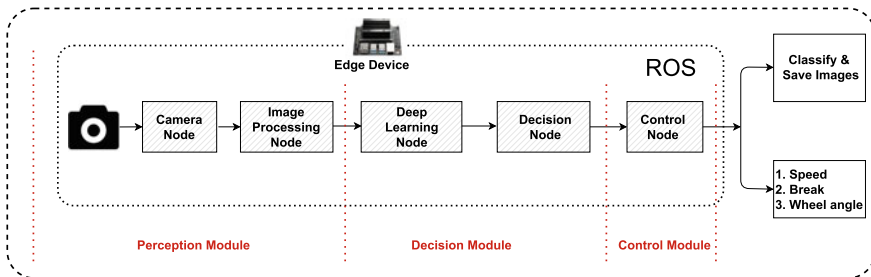 Edge Device
ROS
Camera
Node
Image
Processing
Node
Deep
Learning
Node
Decision
Node
Control
Node
Classify &
Save Images
1. Speed
2. Break
3. Wheel angle
Perception Module
Decision Module
Control Module